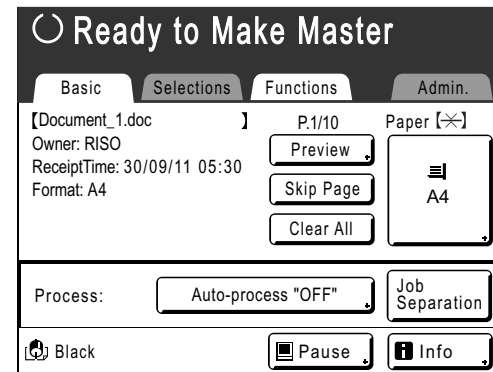 Ready to Make Master
Basic Selections Functions Admin.
【Document_1.doc 】
Owner: RISO
ReceiptTime: 30/09/11 05:30
Format: A4
P.1/10
Preview
Skip Page
Clear All
Paper【 】
A4
Process: Auto-process "OFF"
Job
Separation
Black Pause Info